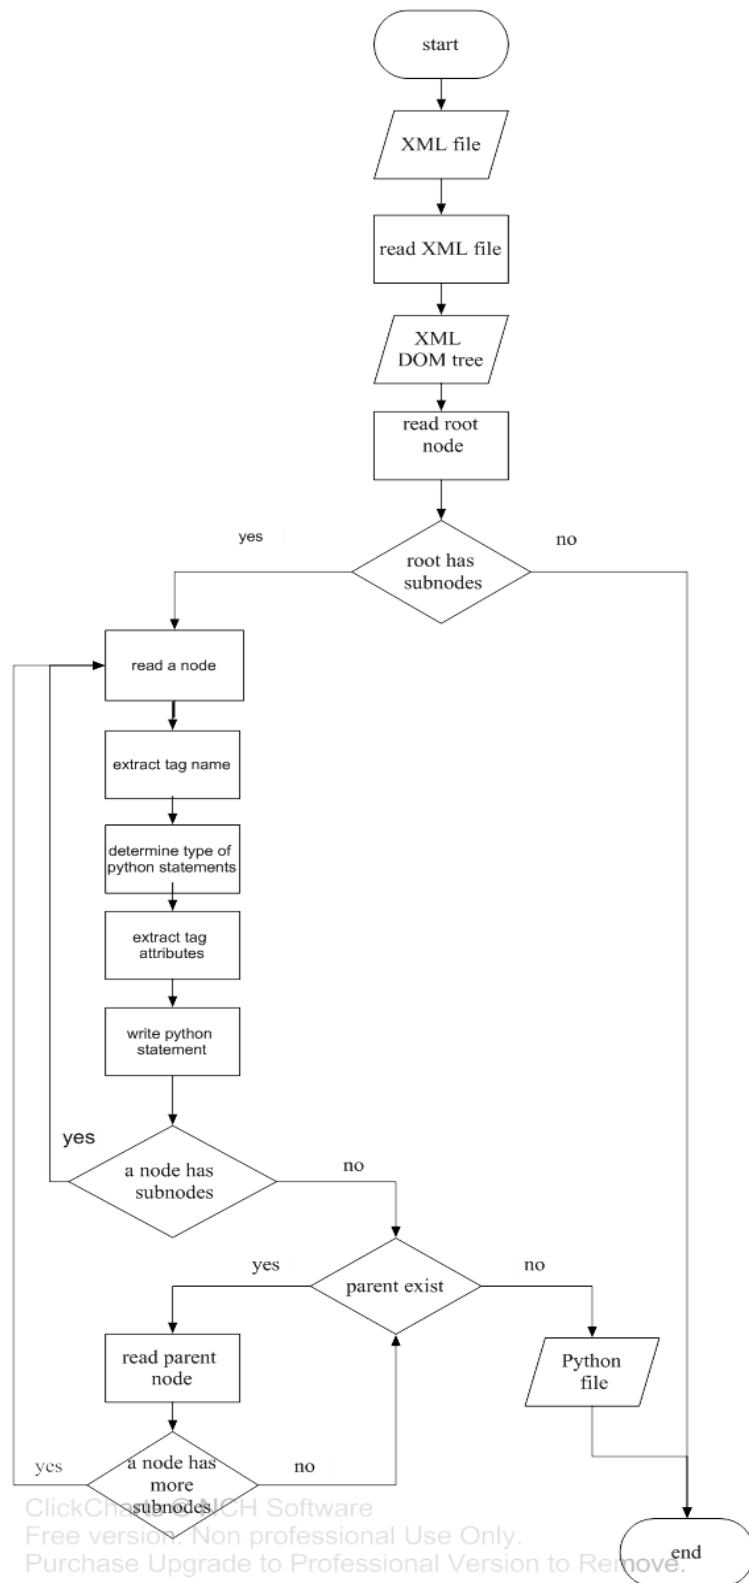 start
XML file
read XML file
XML
DOM tree
read root
node
yes
no
root has
subnodes
read a node
extract tag name
determine type of
python statements
extract tag
attributes
write python
statement
yes
a node has
subnodes
no
yes
parent exist
no
read parent
node
Python
file
yes
a node has
more
subnodes
no
ClickCharts © NCH Software
Free version. Non professional Use Only.
Purchase Upgrade to Professional Version to Remove.
end